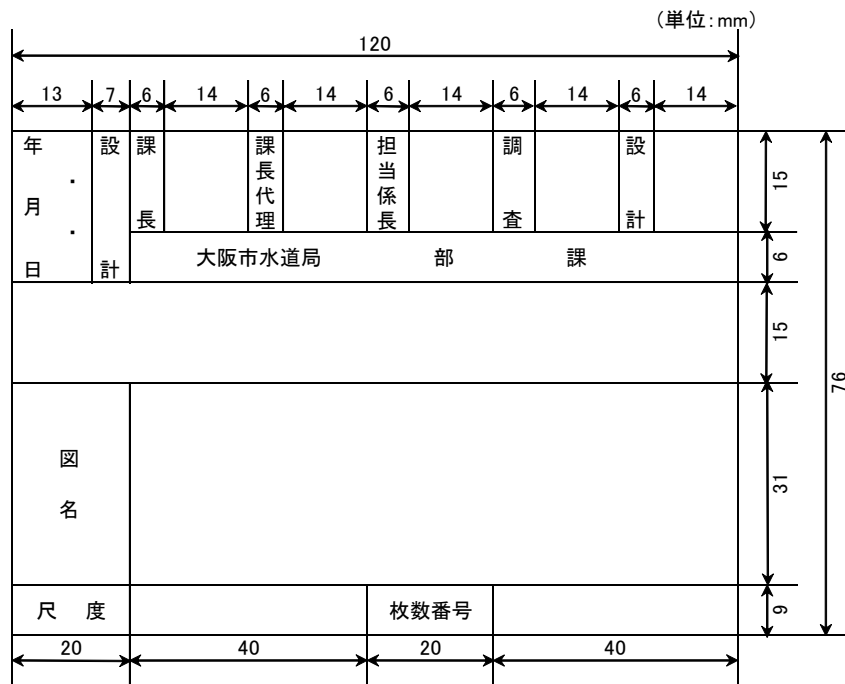 (単位:mm)
120
13 7 6 14 6 14 6 14 6 14 6 14
年・月・日
設計
課長
課長代理
担当係長
調査
設計
15
大阪市水道局 部 課
6
15
76
図名
31
尺度 枚数番号
9
20 40 20 40